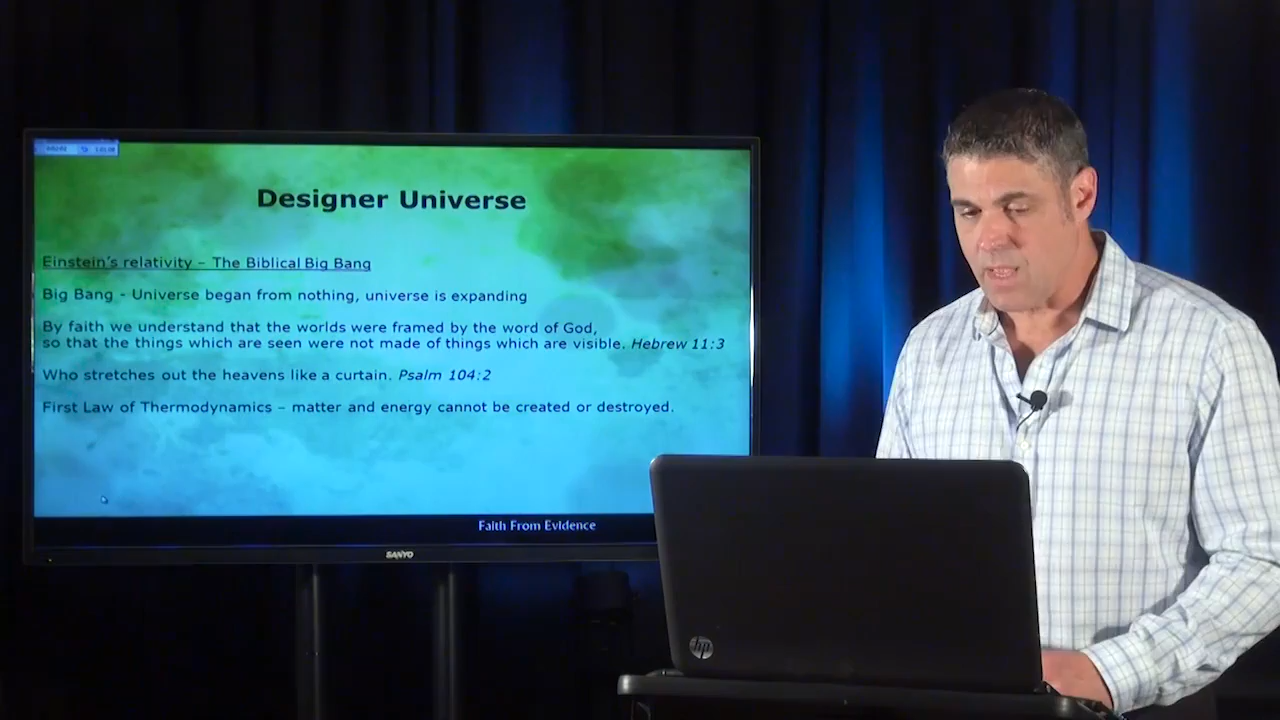 Designer Universe
Einstein's relativity – The Biblical Big Bang
Big Bang - Universe began from nothing, universe is expanding
By faith we understand that the worlds were framed by the word of God,
so that the things which are seen were not made of things which are visible. Hebrew 11:3
Who stretches out the heavens like a curtain. Psalm 104:2
First Law of Thermodynamics – matter and energy cannot be created or destroyed.
Faith From Evidence
SANYO
hp